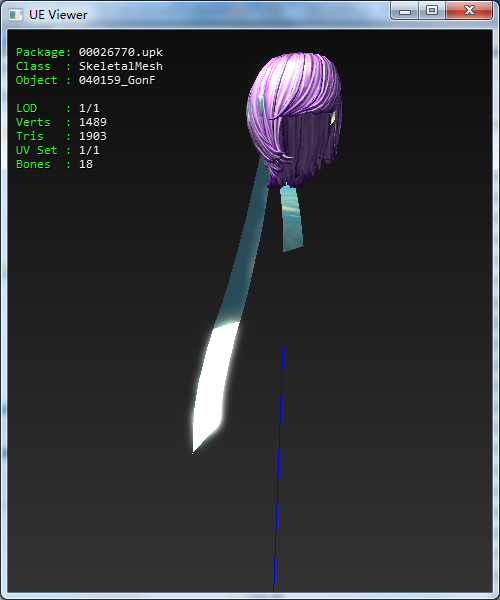 UE Viewer
Package: 00026770.upk
Class : SkeletalMesh
Object : 040159_GonF
LOD : 1/1
Verts : 1489
Tris : 1903
UV Set : 1/1
Bones : 18